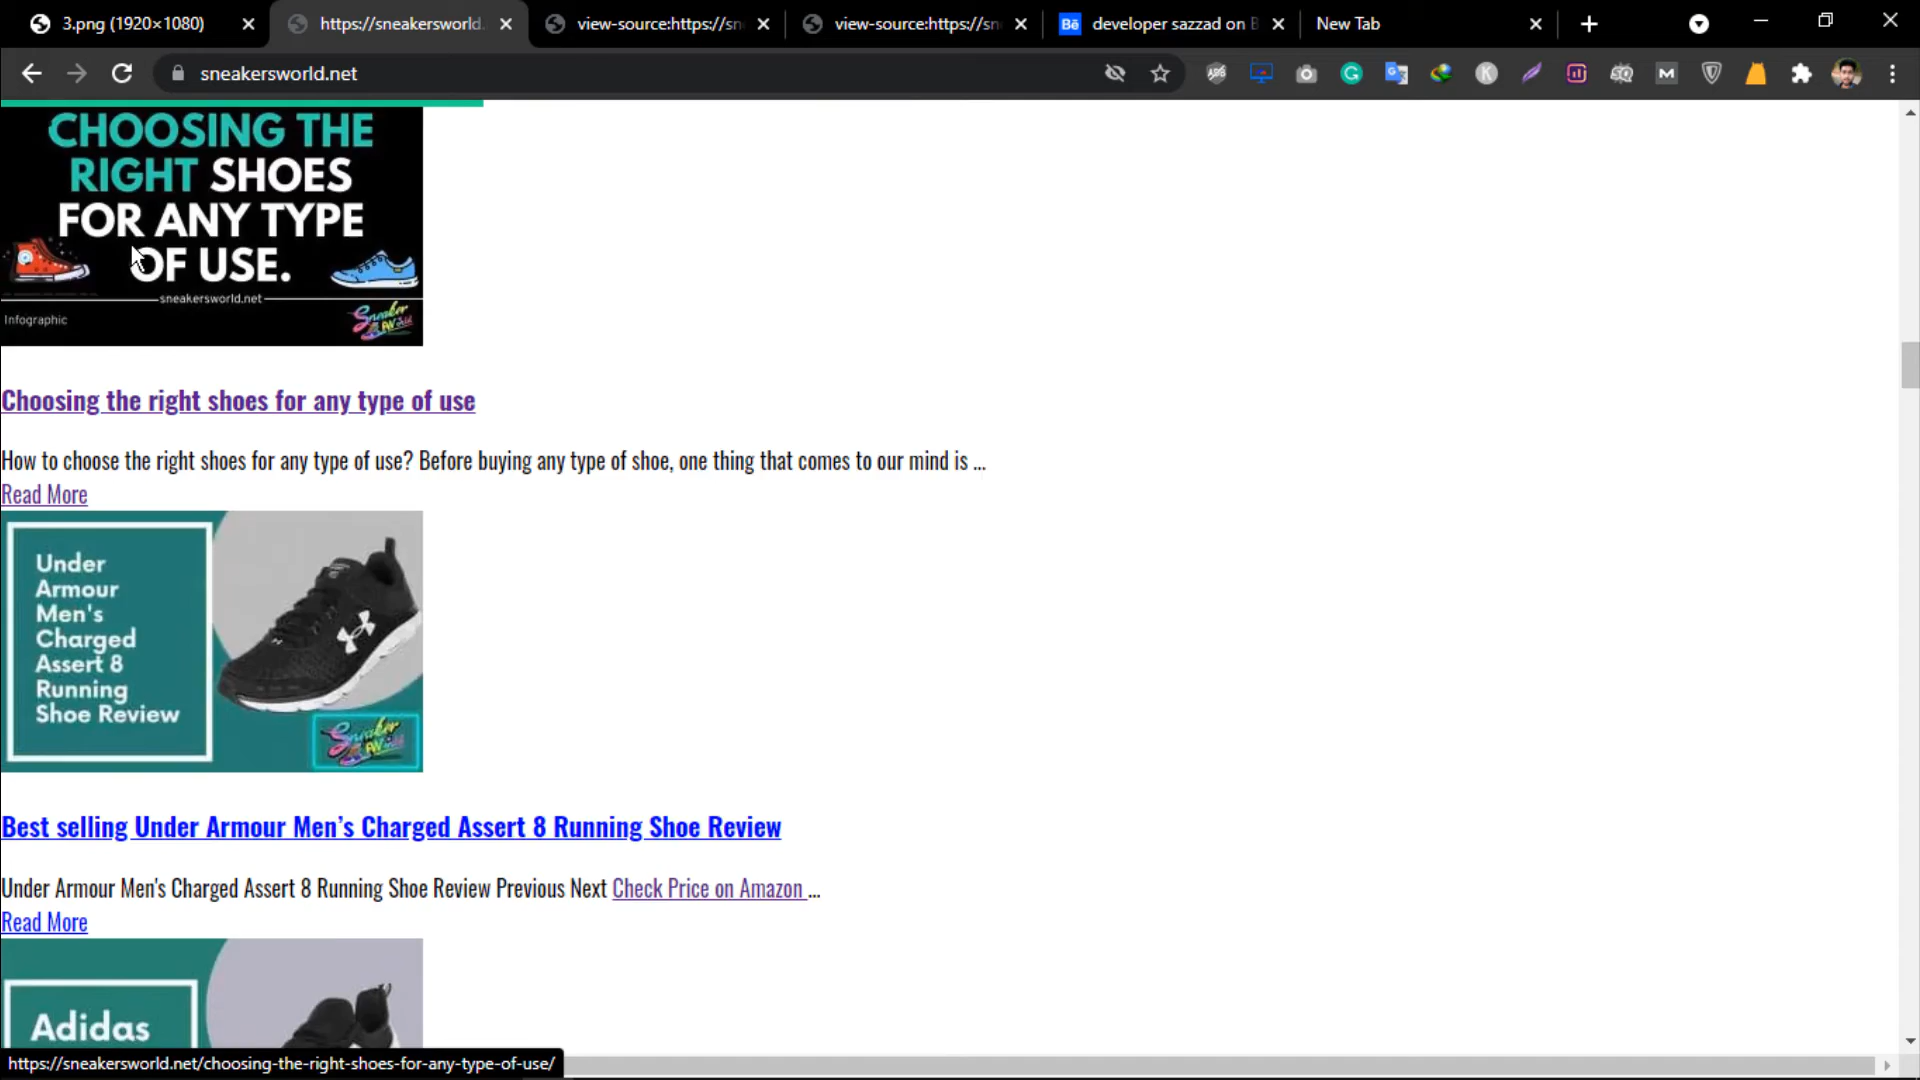 3.png (1920×1080)
https://sneakersworld.
view-source:https://sn
view-source:https://sn
Bē
developer sazzad on B
New Tab
sneakersworld.net
CHOOSING THE
RIGHT SHOES
FOR ANY TYPE
OF USE.
sneakersworld.net
Infographic
Sneaker
World
Choosing the right shoes for any type of use
How to choose the right shoes for any type of use? Before buying any type of shoe, one thing that comes to our mind is ...
Read More
Under
Armour
Men's
Charged
Assert 8
Running
Shoe Review
Sneaker
World
Best selling Under Armour Men’s Charged Assert 8 Running Shoe Review
Under Armour Men's Charged Assert 8 Running Shoe Review Previous Next Check Price on Amazon ...
Read More
Adidas
https://sneakersworld.net/choosing-the-right-shoes-for-any-type-of-use/